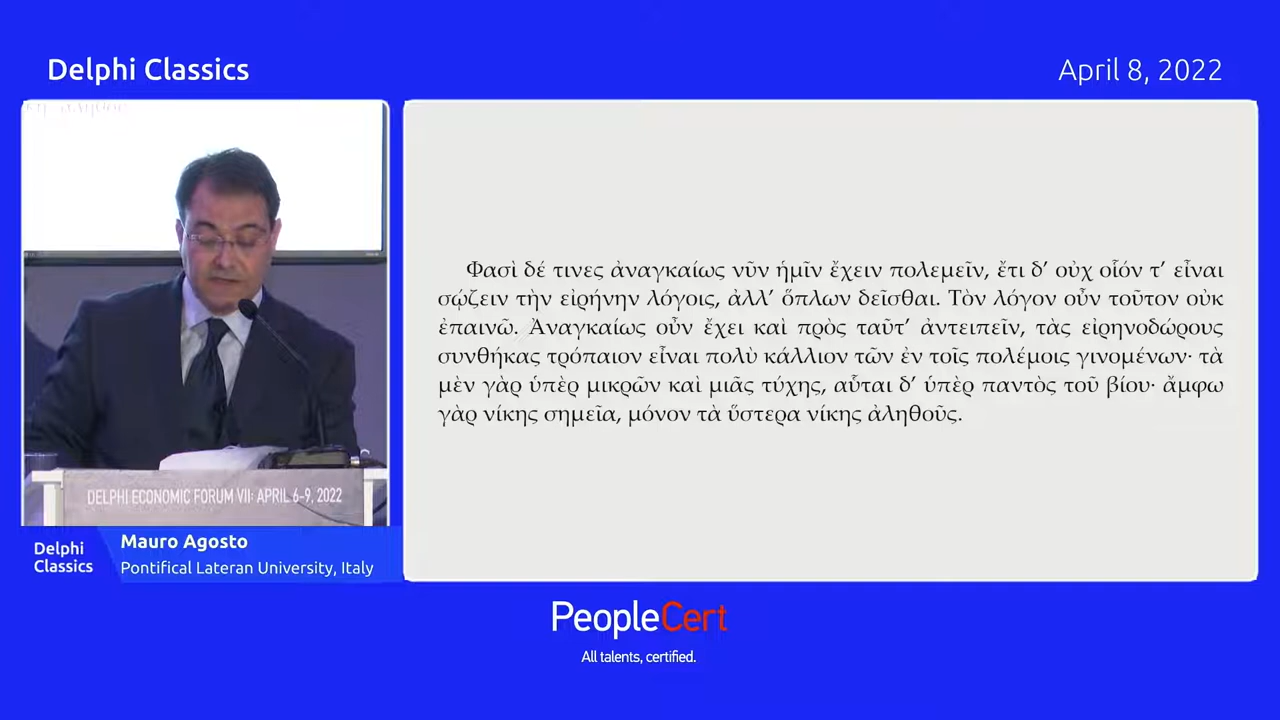 Delphi Classics
April 8, 2022
Φασὶ δέ τινες ἀναγκαίως νῦν ἡμῖν ἔχειν πολεμεῖν, ἔτι δ’ οὐχ οἷόν τ’ εἶναι
σῴζειν τὴν εἰρήνην λόγοις, ἀλλ’ ὅπλων δεῖσθαι. Τὸν λόγον οὖν τοῦτον οὐκ
ἐπαινῶ. Ἀναγκαίως οὖν ἔχει καὶ πρὸς ταῦτ’ ἀντειπεῖν, τὰς εἰρηνοδώρους
συνθήκας τρόπαιον εἶναι πολὺ κάλλιον τῶν ἐν τοῖς πολέμοις γινομένων· τὰ
μὲν γὰρ ὑπὲρ μικρῶν καὶ μιᾶς τύχης, αὗται δ’ ὑπὲρ παντὸς τοῦ βίου· ἄμφω
γὰρ νίκης σημεῖα, μόνον τὰ ὕστερα νίκης ἀληθοῦς.
DELPHI ECONOMIC FORUM VII: APRIL 6-9, 2022
Delphi
Classics
Mauro Agosto
Pontifical Lateran University, Italy
PeopleCert
All talents, certified.